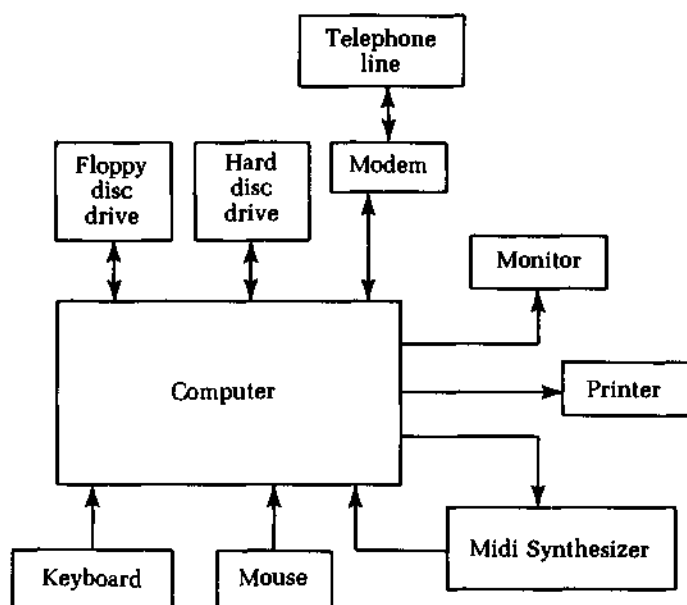 Telephone
line
Floppy
disc
drive
Hard
disc
drive
Modem
Monitor
Computer
Printer
Midi Synthesizer
Keyboard
Mouse